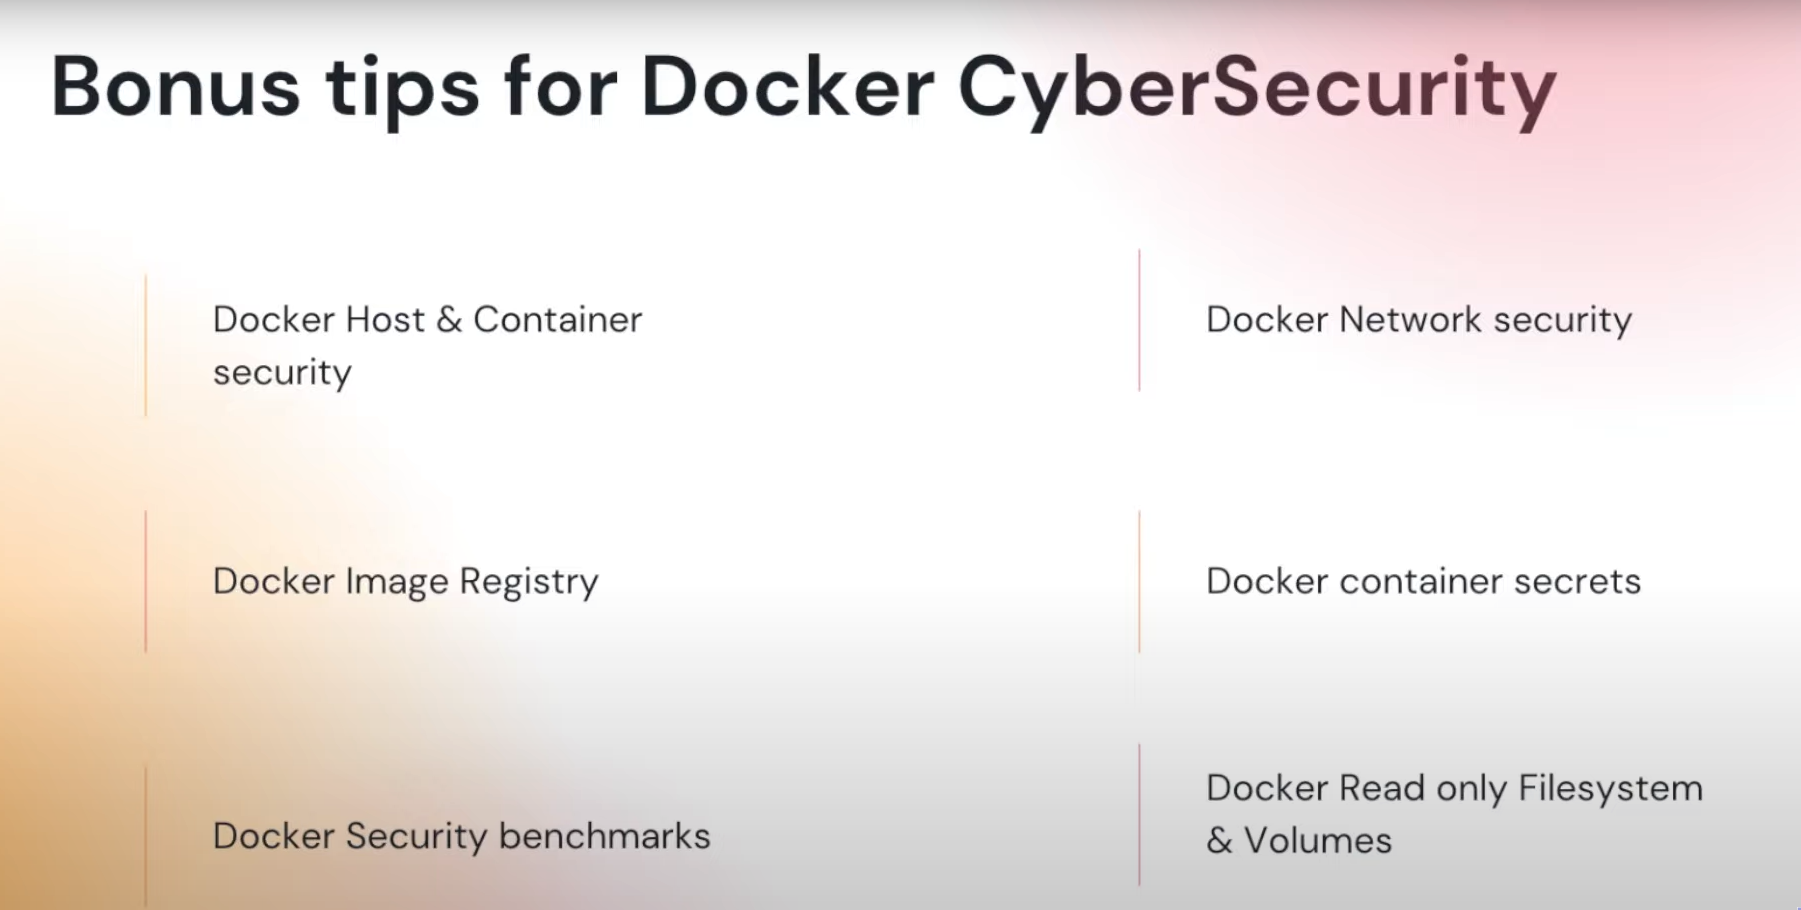 Bonus tips for Docker CyberSecurity
Docker Host & Container
security
Docker Network security
Docker Image Registry
Docker container secrets
Docker Security benchmarks
Docker Read only Filesystem
& Volumes